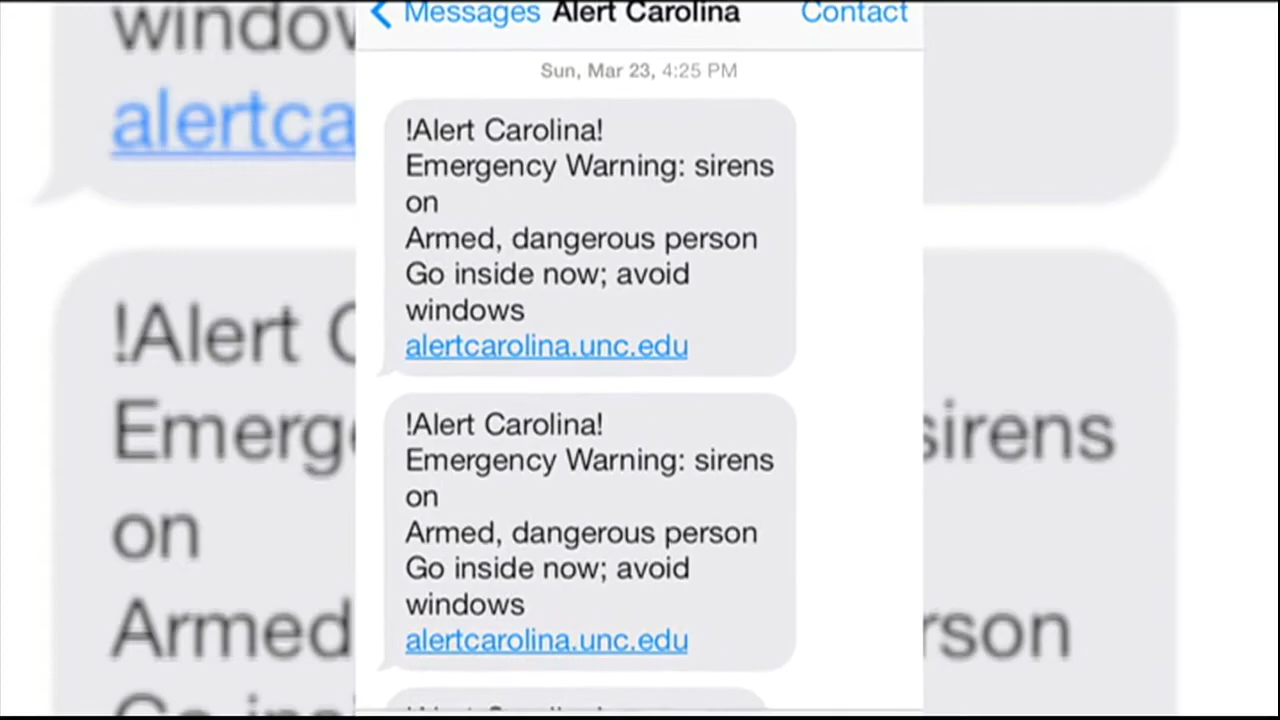 Messages Alert Carolina Contact
Sun, Mar 23, 4:25 PM
!Alert Carolina!
Emergency Warning: sirens
on
Armed, dangerous person
Go inside now; avoid
windows
alertcarolina.unc.edu
!Alert Carolina!
Emergency Warning: sirens
on
Armed, dangerous person
Go inside now; avoid
windows
alertcarolina.unc.edu